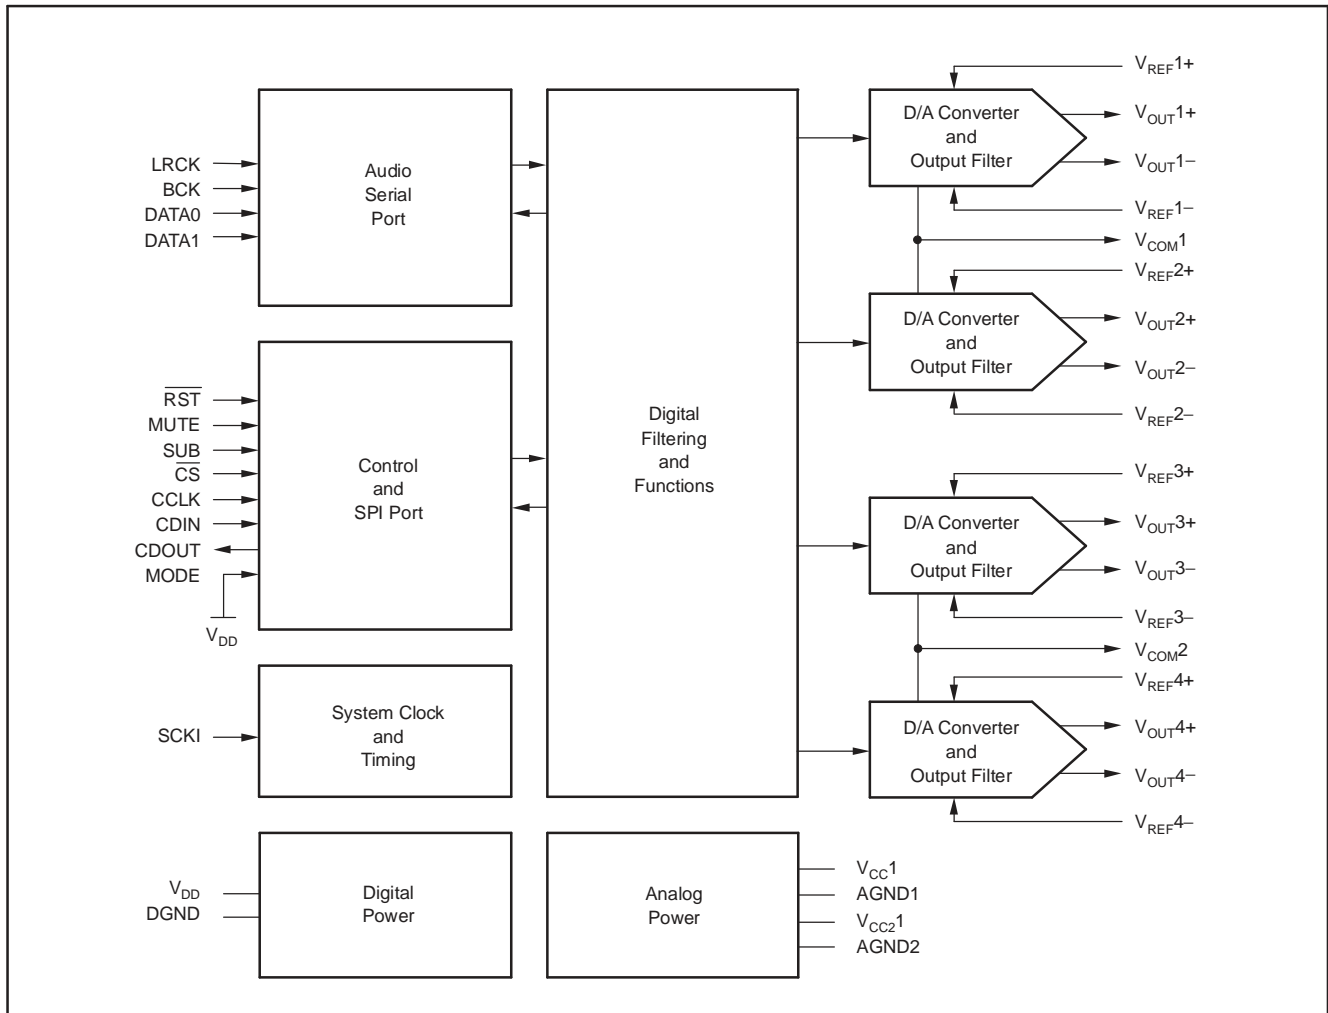 LRCK
BCK
DATA0
DATA1
Audio
Serial
Port
RST
MUTE
SUB
CS
CCLK
CDIN
CDOUT
MODE
VDD
Control
and
SPI Port
SCKI
System Clock
and
Timing
VDD
DGND
Digital
Power
Digital
Filtering
and
Functions
Analog
Power
VCC1
AGND1
VCC21
AGND2
D/A Converter
and
Output Filter
VREF1+
VOUT1+
VOUT1−
VREF1−
VCOM1
D/A Converter
and
Output Filter
VREF2+
VOUT2+
VOUT2−
VREF2−
D/A Converter
and
Output Filter
VREF3+
VOUT3+
VOUT3−
VREF3−
VCOM2
D/A Converter
and
Output Filter
VREF4+
VOUT4+
VOUT4−
VREF4−